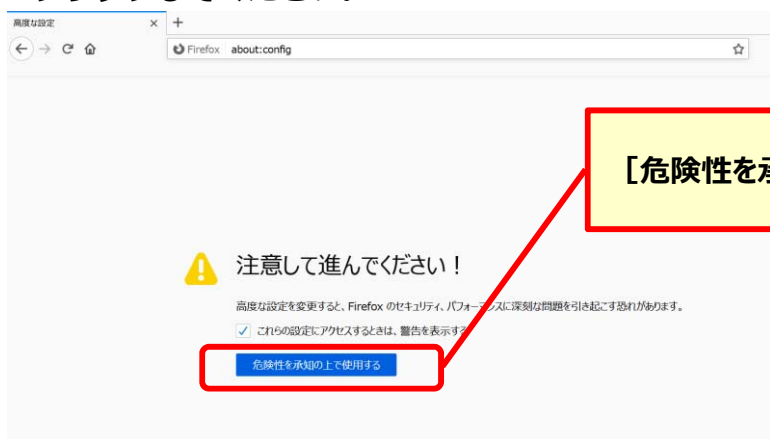 高度な設定
Firefox about:config
[危険性を承
注意して進んでください！
高度な設定を変更すると、Firefox のセキュリティ、パフォーマンスに深刻な問題を引き起こす恐れがあります。
これらの設定にアクセスするときは、警告を表示する
危険性を承知の上で使用する